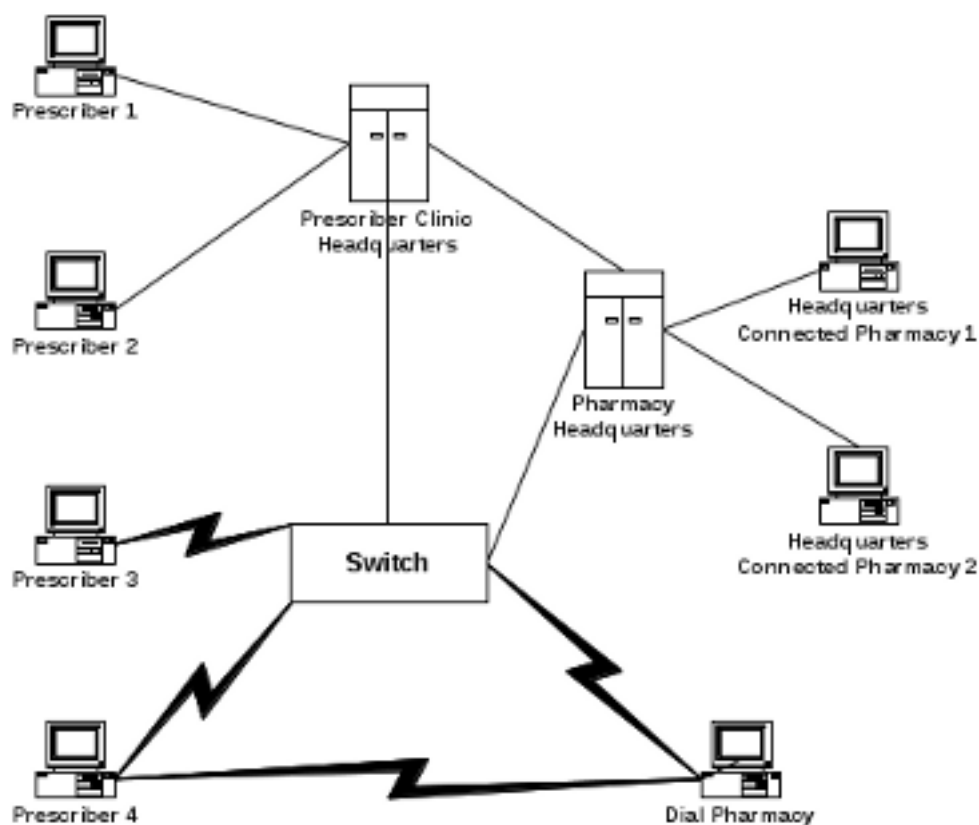 Prescriber 1
Prescriber Clinic
Headquarters
Prescriber 2
Headquarters
Connected Pharmacy 1
Pharmacy
Headquarters
Prescriber 3
Switch
Headquarters
Connected Pharmacy 2
Prescriber 4
Dial Pharmacy